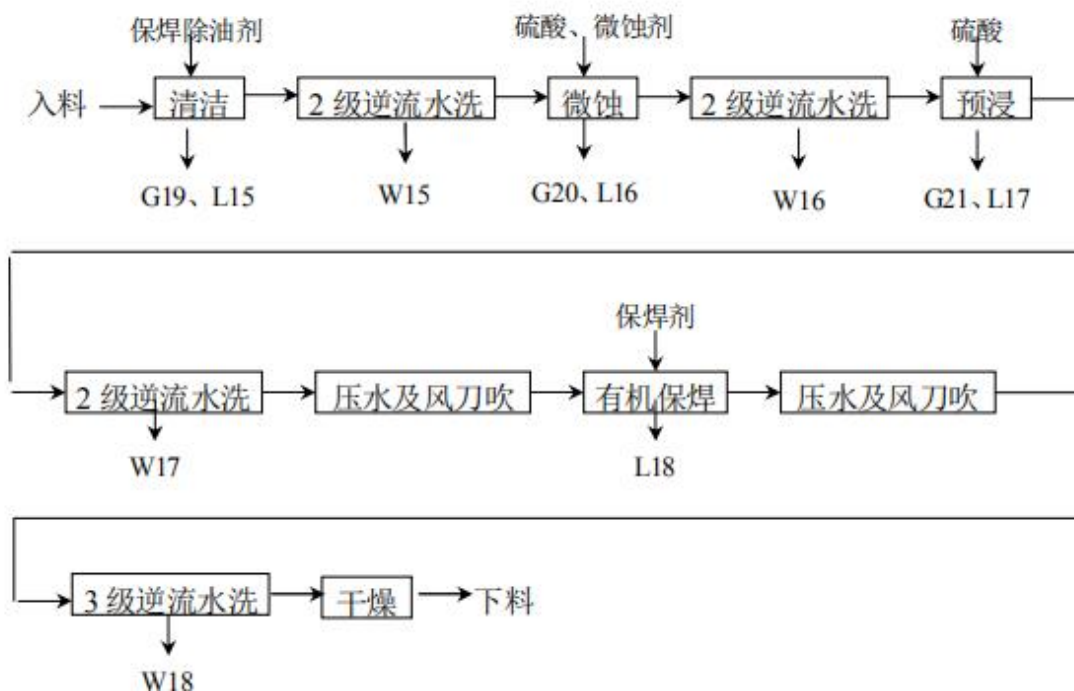 保焊除油剂 硫酸、微蚀剂 硫酸
入料 清洁 2 级逆流水洗 微蚀 2 级逆流水洗 预浸
G19、L15 W15 G20、L16 W16 G21、L17
保焊剂
2 级逆流水洗 压水及风刀吹 有机保焊 压水及风刀吹
W17 L18
3 级逆流水洗 干燥 下料
W18